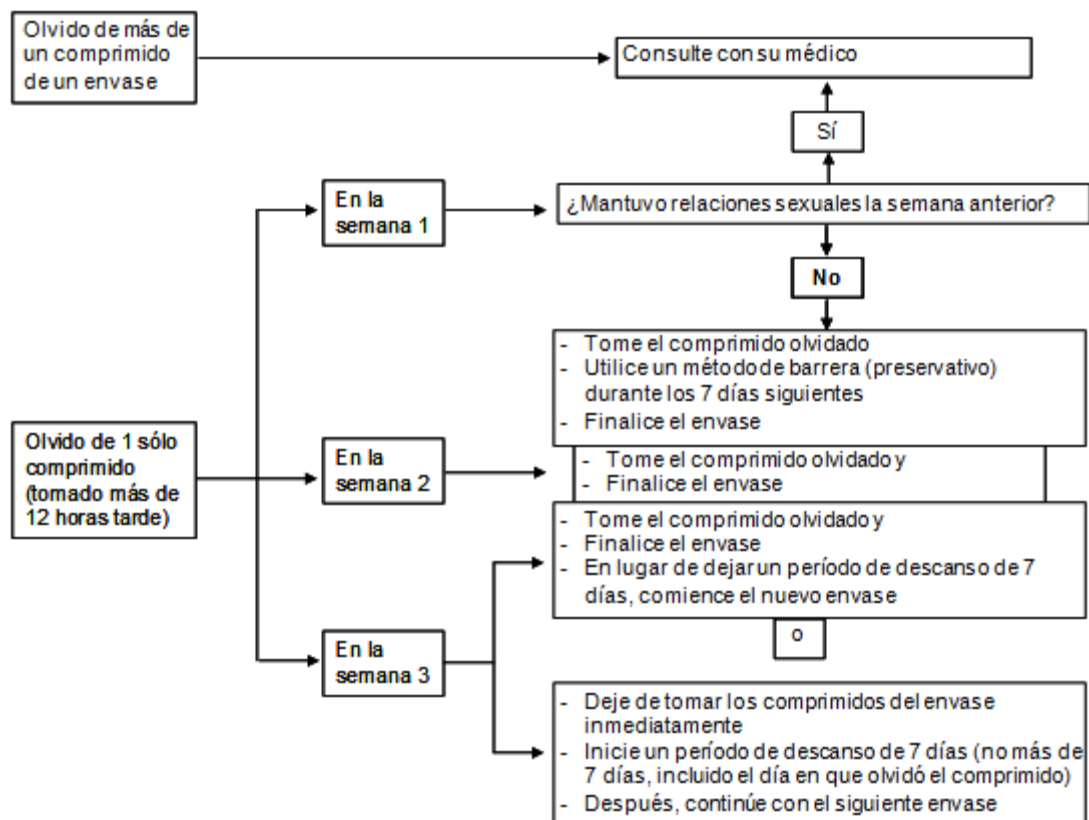 Olvido de más de
un comprimido
de un envase
Consulte con su médico
Sí
En la
semana 1
¿Mantuvo relaciones sexuales la semana anterior?
No
- Tome el comprimido olvidado
- Utilice un método de barrera (preservativo)
durante los 7 días siguientes
- Finalice el envase
Olvido de 1 sólo
comprimido
(tomado más de
12 horas tarde)
En la
semana 2
- Tome el comprimido olvidado y
- Finalice el envase
- Tome el comprimido olvidado y
- Finalice el envase
- En lugar de dejar un período de descanso de 7
días, comience el nuevo envase
o
En la
semana 3
- Deje de tomar los comprimidos del envase
inmediatamente
- Inicie un período de descanso de 7 días (no más de
7 días, incluido el día en que olvidó el comprimido)
- Después, continúe con el siguiente envase